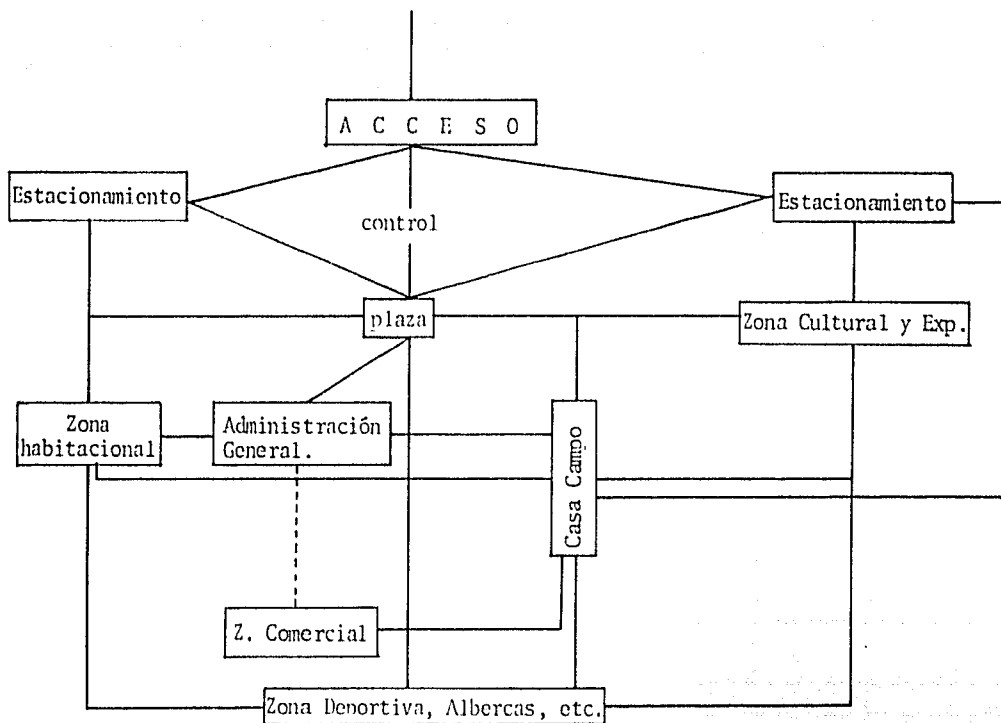 A C C E S O
Estacionamiento
Estacionamiento
control
plaza
Zona Cultural y Exp.
Zona
habitacional
Administración
General.
Casa Campo
Z. Comercial
Zona Deportiva, Albercas, etc.